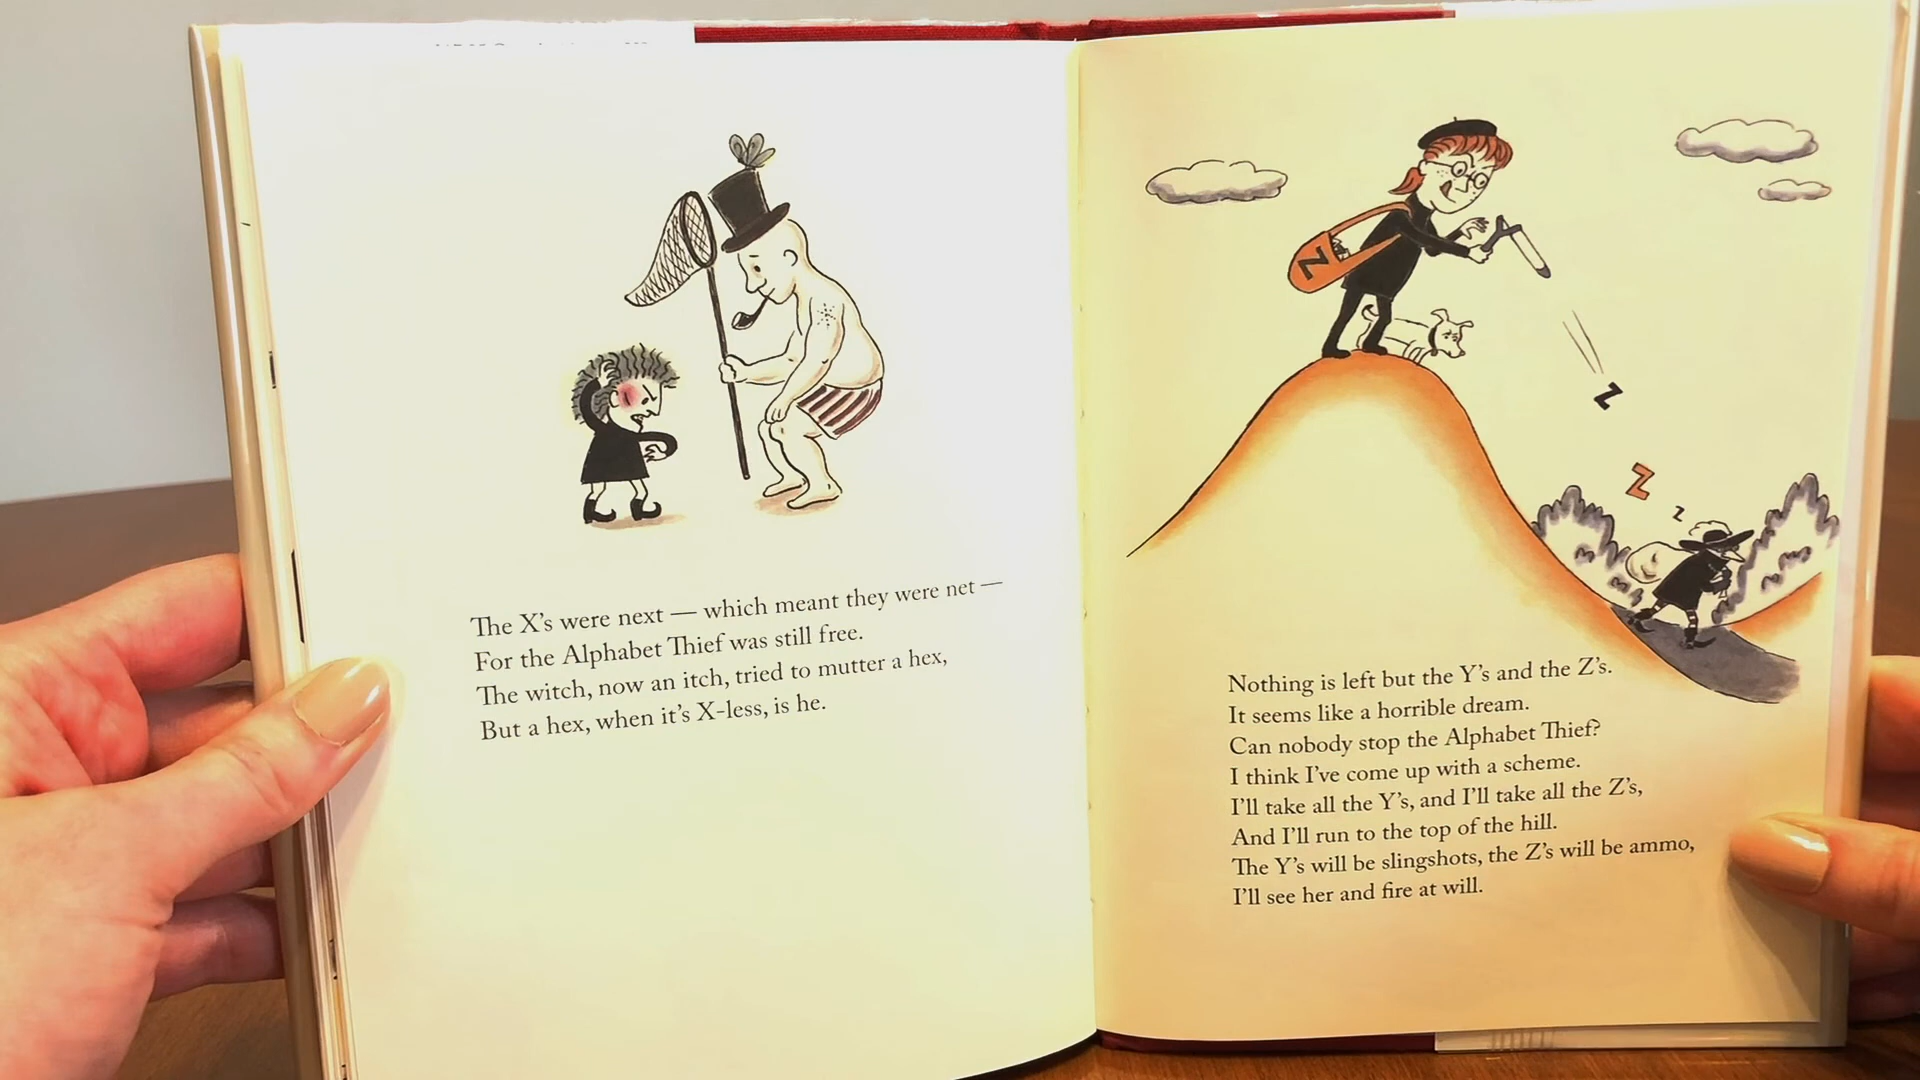 The X's were next — which meant they were net —
For the Alphabet Thief was still free.
The witch, now an itch, tried to mutter a hex,
But a hex, when it's X-less, is he.
Z
Z
Z
Z
Nothing is left but the Y's and the Z's.
It seems like a horrible dream.
Can nobody stop the Alphabet Thief?
I think I've come up with a scheme.
I'll take all the Y's, and I'll take all the Z's,
And I'll run to the top of the hill.
The Y's will be slingshots, the Z's will be ammo,
I'll see her and fire at will.